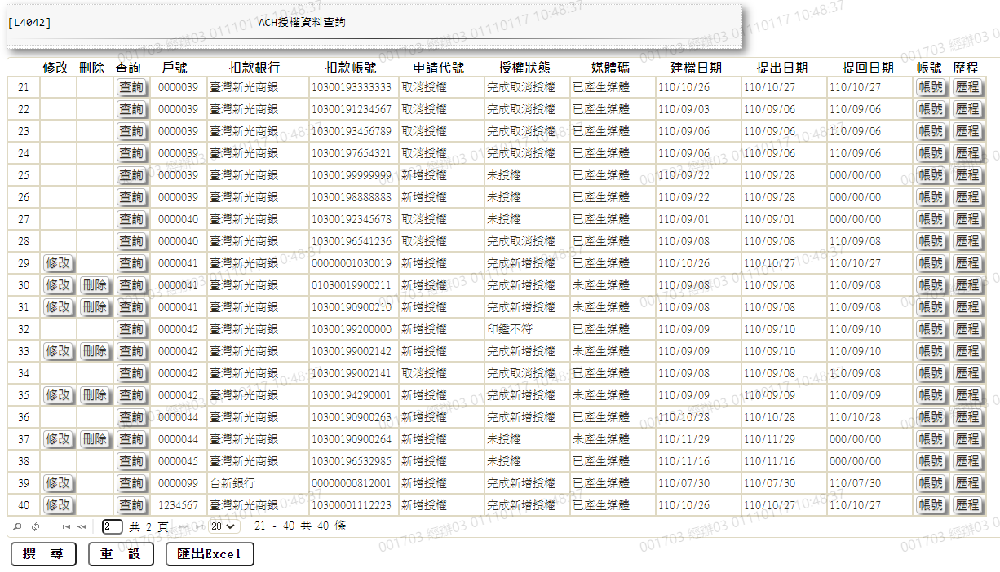 [L4042] ACH授權資料查詢
修改 刪除 查詢 戶號 扣款銀行 扣款帳號 申請代號 授權狀態 媒體碼 建檔日期 提出日期 提回日期 帳號 歷程
21 查詢 0000039 臺灣新光商銀 10300193333333 取消授權 完成取消授權 已產生媒體 110/10/26 110/10/27 110/10/27 帳號 歷程
22 查詢 0000039 臺灣新光商銀 10300191234567 取消授權 完成取消授權 已產生媒體 110/09/03 110/09/06 110/09/06 帳號 歷程
23 查詢 0000039 臺灣新光商銀 10300193456789 取消授權 完成取消授權 已產生媒體 110/09/06 110/09/06 110/09/06 帳號 歷程
24 查詢 0000039 臺灣新光商銀 10300197654321 取消授權 完成取消授權 已產生媒體 110/09/06 110/09/06 110/09/06 帳號 歷程
25 查詢 0000039 臺灣新光商銀 10300199999999 新增授權 未授權 已產生媒體 110/09/22 110/09/28 000/00/00 帳號 歷程
26 查詢 0000039 臺灣新光商銀 10300198888888 新增授權 未授權 已產生媒體 110/09/22 110/09/28 000/00/00 帳號 歷程
27 查詢 0000040 臺灣新光商銀 10300192345678 取消授權 未授權 已產生媒體 110/09/01 110/09/01 000/00/00 帳號 歷程
28 查詢 0000040 臺灣新光商銀 10300196541236 取消授權 完成取消授權 已產生媒體 110/09/08 110/09/08 110/09/08 帳號 歷程
29 修改 查詢 0000041 臺灣新光商銀 00000001030019 新增授權 完成新增授權 已產生媒體 110/10/26 110/10/27 110/10/27 帳號 歷程
30 修改 刪除 查詢 0000041 臺灣新光商銀 01030019900211 新增授權 完成新增授權 未產生媒體 110/09/08 110/09/08 110/09/08 帳號 歷程
31 修改 刪除 查詢 0000041 臺灣新光商銀 10300190900210 新增授權 完成新增授權 未產生媒體 110/09/08 110/09/08 110/09/08 帳號 歷程
32 查詢 0000042 臺灣新光商銀 10300199200000 新增授權 印鑑不符 已產生媒體 110/09/09 110/09/10 110/09/10 帳號 歷程
33 修改 刪除 查詢 0000042 臺灣新光商銀 10300199002142 新增授權 完成新增授權 未產生媒體 110/09/09 110/09/10 110/09/10 帳號 歷程
34 查詢 0000042 臺灣新光商銀 10300199002141 取消授權 完成取消授權 已產生媒體 110/09/08 110/09/08 110/09/08 帳號 歷程
35 修改 刪除 查詢 0000042 臺灣新光商銀 10300194290001 新增授權 完成新增授權 未產生媒體 110/09/09 110/09/09 110/09/09 帳號 歷程
36 查詢 0000044 臺灣新光商銀 10300190900263 新增授權 完成新增授權 已產生媒體 110/10/28 110/10/28 110/10/28 帳號 歷程
37 修改 刪除 查詢 0000044 臺灣新光商銀 10300190900264 新增授權 未授權 未產生媒體 110/11/29 110/11/29 000/00/00 帳號 歷程
38 查詢 0000045 臺灣新光商銀 10300196532985 新增授權 未授權 已產生媒體 110/11/16 110/11/16 000/00/00 帳號 歷程
39 修改 查詢 0000099 台新銀行 00000000812001 新增授權 完成新增授權 已產生媒體 110/07/30 110/07/30 110/07/30 帳號 歷程
40 修改 查詢 1234567 臺灣新光商銀 10300001112223 新增授權 完成新增授權 已產生媒體 110/10/26 110/10/27 110/10/27 帳號 歷程
2 共 2 頁 20 21 - 40 共 40 條
搜 尋 重 設 匯出Excel
001703 經辦03 01110117 10:48:37